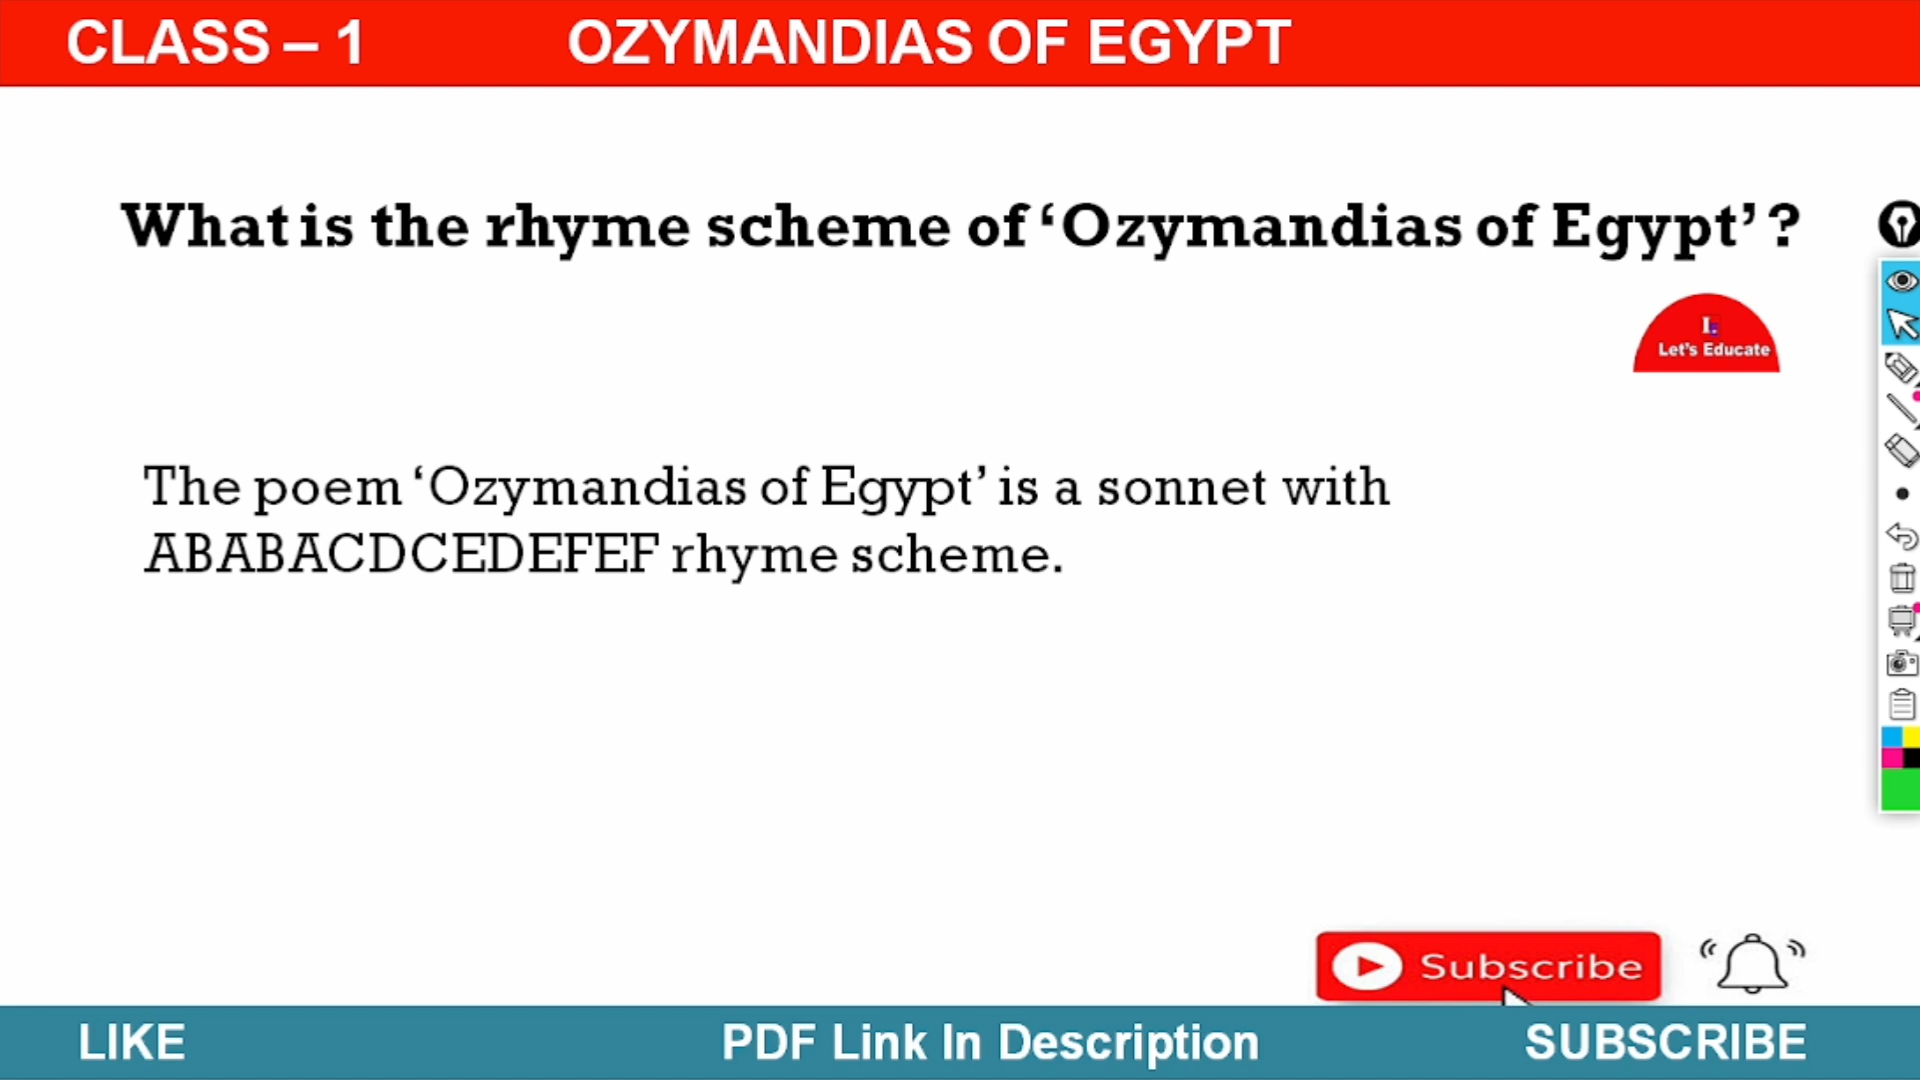 CLASS – 1 OZYMANDIAS OF EGYPT
What is the rhyme scheme of ‘Ozymandias of Egypt’ ?
L
Let's Educate
The poem ‘Ozymandias of Egypt’ is a sonnet with
ABABACDCEDEFEF rhyme scheme.
Subscribe
LIKE PDF Link In Description SUBSCRIBE